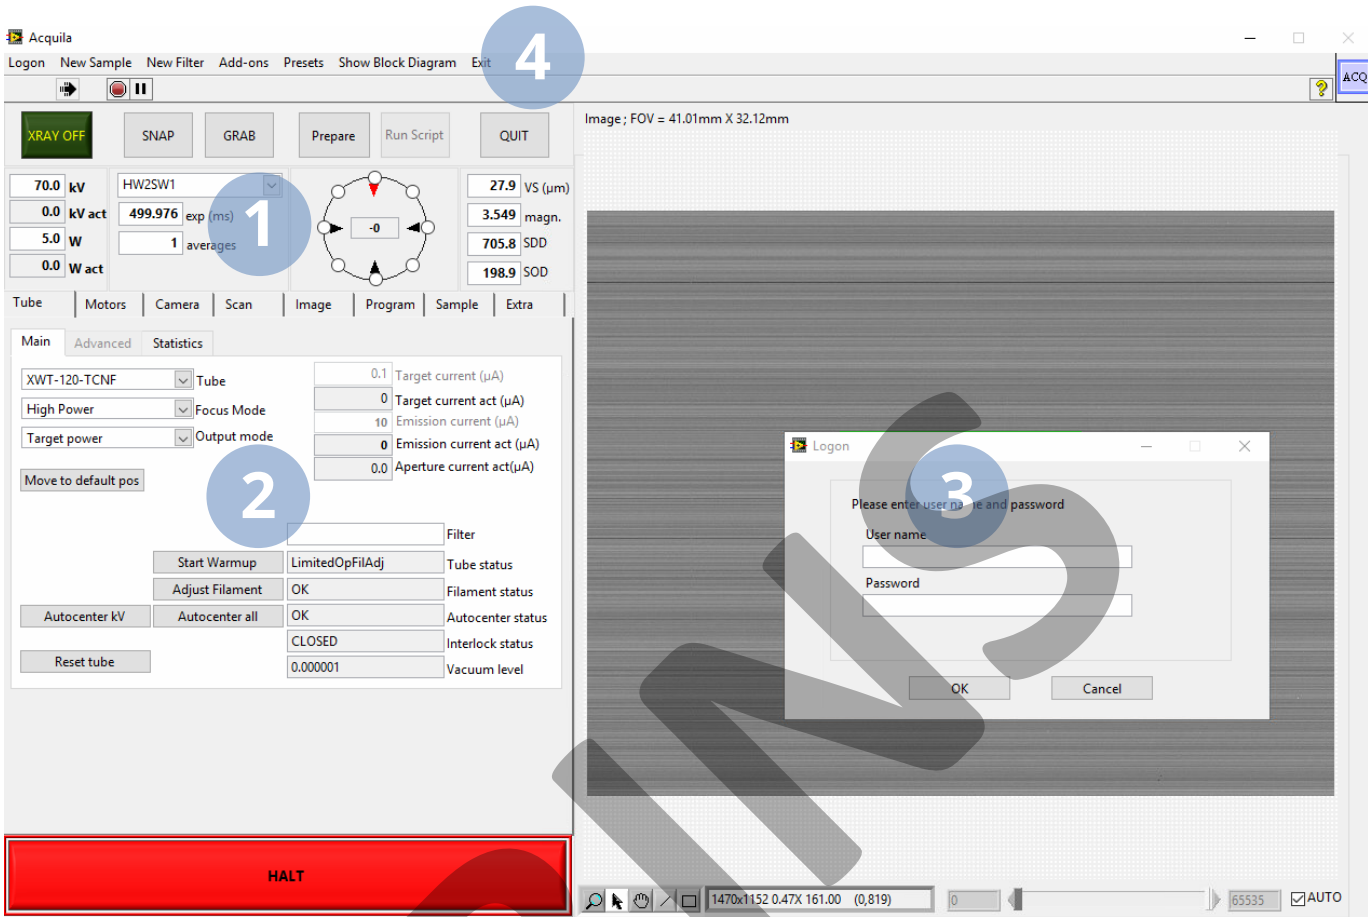 Acquila
Logon New Sample New Filter Add-ons Presets Show Block Diagram Exit
4
ACQ
XRAY OFF SNAP GRAB Prepare Run Script QUIT
Image ; FOV = 41.01mm X 32.12mm
70.0 kV HW2SW1 27.9 VS (µm)
0.0 kV act 499.976 exp (ms) 3.549 magn.
1
-0
5.0 W 1 averages 705.8 SDD
0.0 W act 198.9 SOD
Tube Motors Camera Scan Image Program Sample Extra
Main Advanced Statistics
XWT-120-TCNF Tube 0.1 Target current (µA)
High Power Focus Mode 0 Target current act (µA)
10 Emission current (µA)
Target power Output mode 0 Emission current act (µA)
0.0 Aperture current act(µA)
Move to default pos
2
Filter
Start Warmup LimitedOpFilAdj Tube status
Adjust Filament OK Filament status
Autocenter kV Autocenter all OK Autocenter status
CLOSED Interlock status
Reset tube 0.000001 Vacuum level
HALT
Logon
3
Please enter user name and password
User name
Password
OK Cancel
1470x1152 0.47X 161.00 (0,819) 0 65535 AUTO
INS